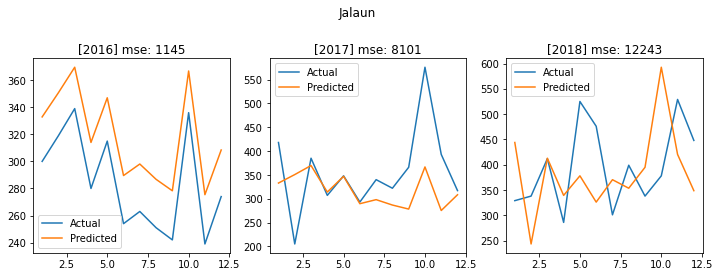 Jalaun
[2016] mse: 1145
360
340
320
300
280
260
240
Actual
Predicted
2.5 5.0 7.5 10.0 12.5
[2017] mse: 8101
Actual
Predicted
550
500
450
400
350
300
250
200
2.5 5.0 7.5 10.0 12.5
[2018] mse: 12243
Actual
Predicted
600
550
500
450
400
350
300
250
2.5 5.0 7.5 10.0 12.5